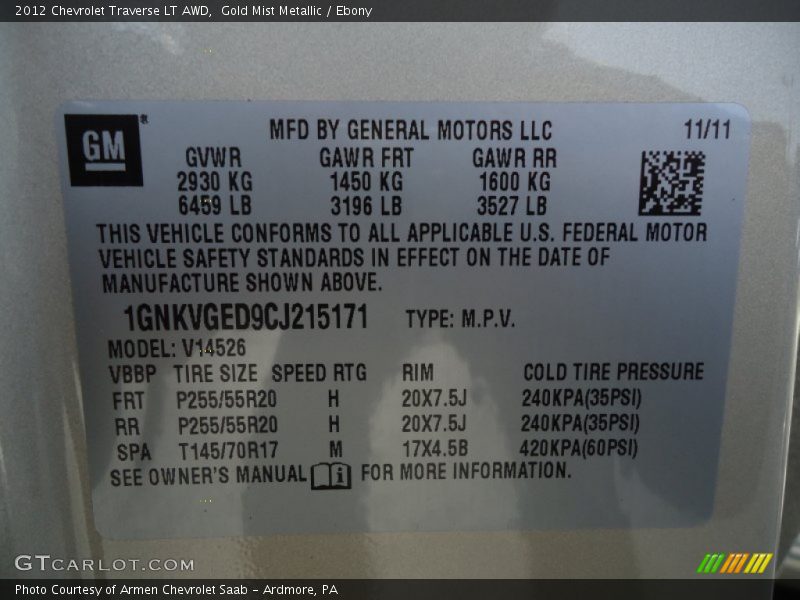 2012 Chevrolet Traverse LT AWD,  Gold Mist Metallic / Ebony
GM®
MFD BY GENERAL MOTORS LLC 11/11
GVWR GAWR FRT GAWR RR
2930 KG 1450 KG 1600 KG
6459 LB 3196 LB 3527 LB
THIS VEHICLE CONFORMS TO ALL APPLICABLE U.S. FEDERAL MOTOR
VEHICLE SAFETY STANDARDS IN EFFECT ON THE DATE OF
MANUFACTURE SHOWN ABOVE.
1GNKVGED9CJ215171 TYPE: M.P.V.
MODEL: V14526
VBBP TIRE SIZE SPEED RTG RIM COLD TIRE PRESSURE
FRT P255/55R20 H 20X7.5J 240KPA(35PSI)
RR P255/55R20 H 20X7.5J 240KPA(35PSI)
SPA T145/70R17 M 17X4.5B 420KPA(60PSI)
SEE OWNER'S MANUAL i FOR MORE INFORMATION.
GTCARLOT.COM
Photo Courtesy of Armen Chevrolet Saab - Ardmore, PA